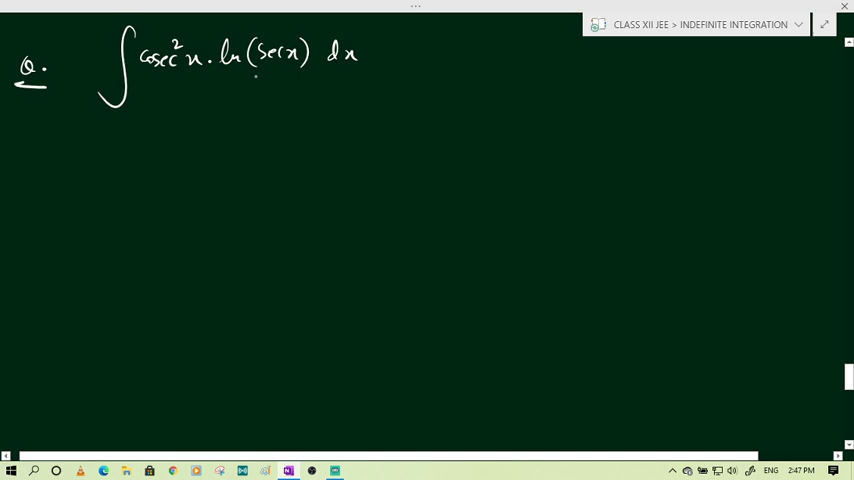 ...
CLASS XII JEE > INDEFINITE INTEGRATION
Q. ∫ cosec²x . ln(secx) dx
ENG 2:47 PM